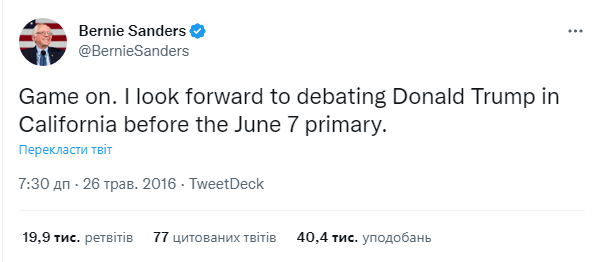 Bernie Sanders
@BernieSanders
Game on. I look forward to debating Donald Trump in
California before the June 7 primary.
Перекласти твіт
7:30 дп · 26 трав. 2016 · TweetDeck
19,9 тис. ретвітів 77 цитованих твітів 40,4 тис. уподобань